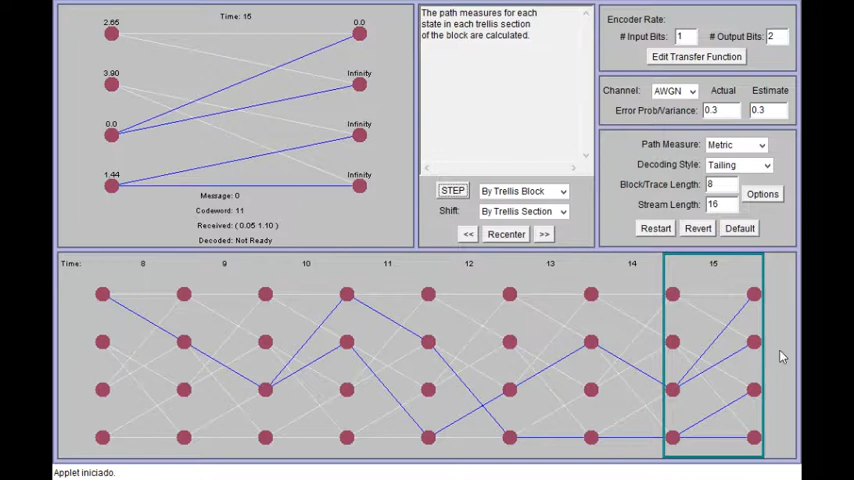 Time: 15
2.65
0.0
3.90
Infinity
0.0
Infinity
1.44
Infinity
Message: 0
Codeword: 11
Received: ( 0.05 1.10 )
Decoded: Not Ready
The path measures for each
state in each trellis section
of the block are calculated.
STEP By Trellis Block
Shift: By Trellis Section
<< Recenter >>
Encoder Rate:
# Input Bits: 1 # Output Bits: 2
Edit Transfer Function
Channel: AWGN Actual Estimate
Error Prob/Variance: 0.3 0.3
Path Measure: Metric
Decoding Style: Tailing
Block/Trace Length: 8
Options
Stream Length: 16
Restart Revert Default
Time: 8 9 10 11 12 13 14 15
Applet iniciado.